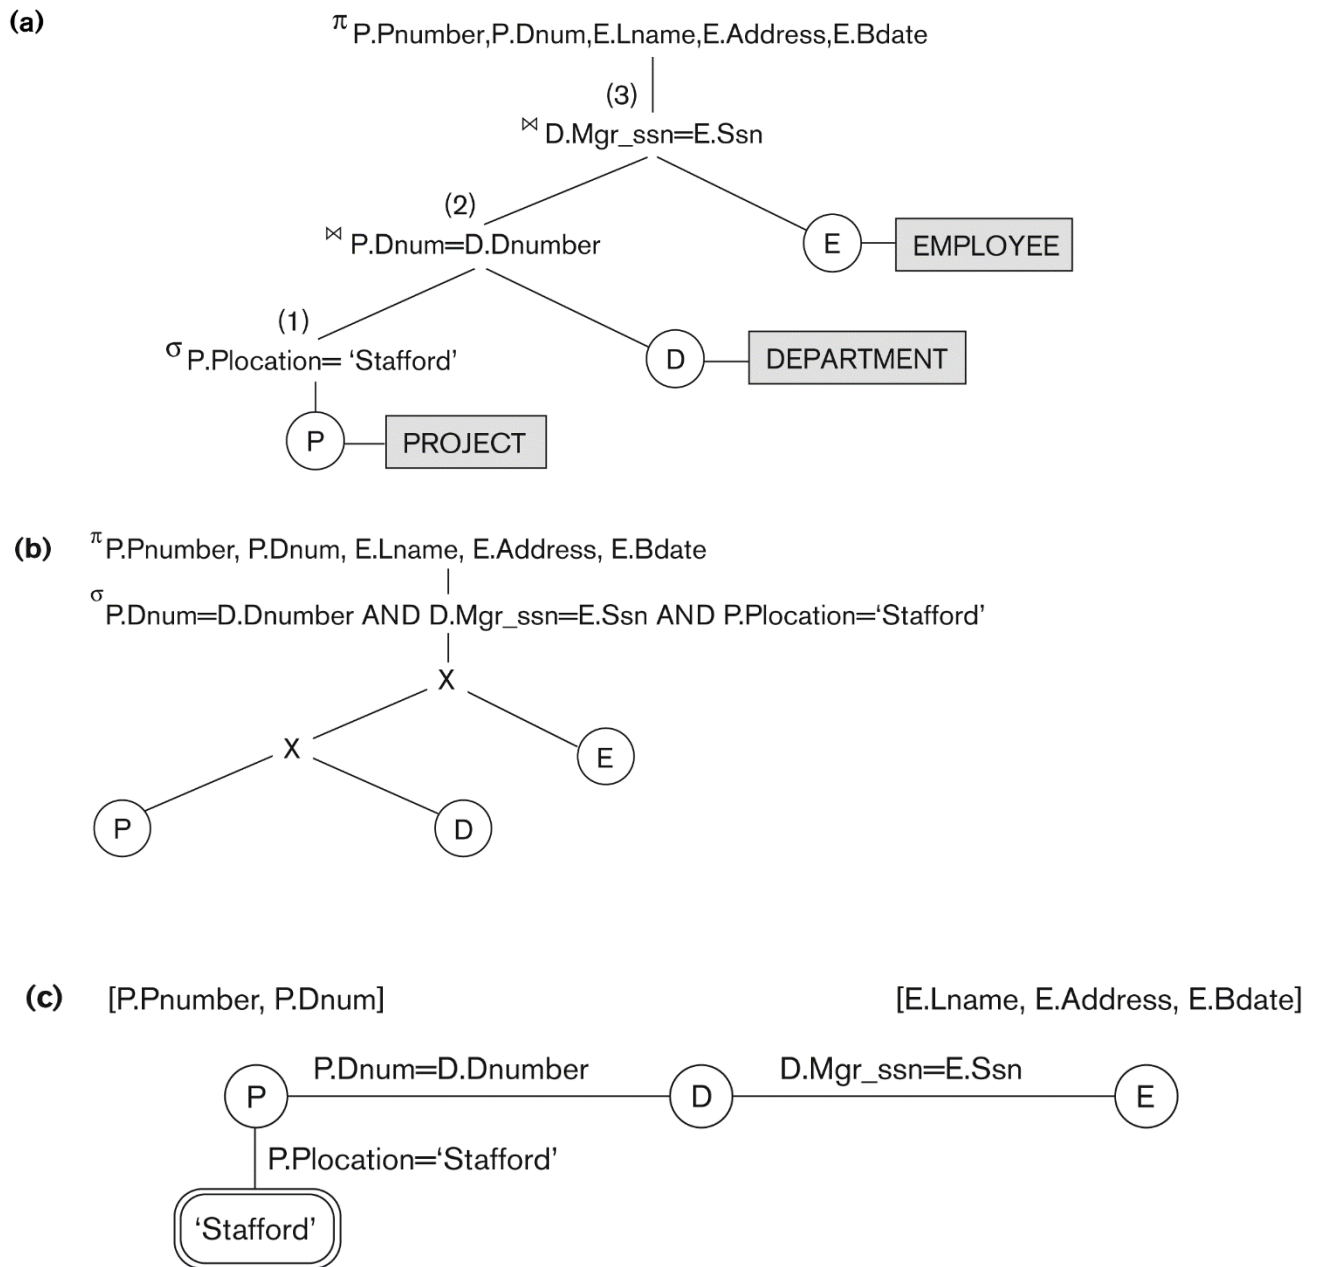 (a)
π P.Pnumber,P.Dnum,E.Lname,E.Address,E.Bdate
(3)
⋈ D.Mgr_ssn=E.Ssn
(2)
⋈ P.Dnum=D.Dnumber
E
EMPLOYEE
(1)
σ P.Plocation= ‘Stafford’
D
DEPARTMENT
P
PROJECT
(b)
π P.Pnumber, P.Dnum, E.Lname, E.Address, E.Bdate
σ P.Dnum=D.Dnumber AND D.Mgr_ssn=E.Ssn AND P.Plocation=‘Stafford’
X
X
E
P
D
(c)
[P.Pnumber, P.Dnum]
[E.Lname, E.Address, E.Bdate]
P
P.Dnum=D.Dnumber
D
D.Mgr_ssn=E.Ssn
E
P.Plocation=‘Stafford’
‘Stafford’